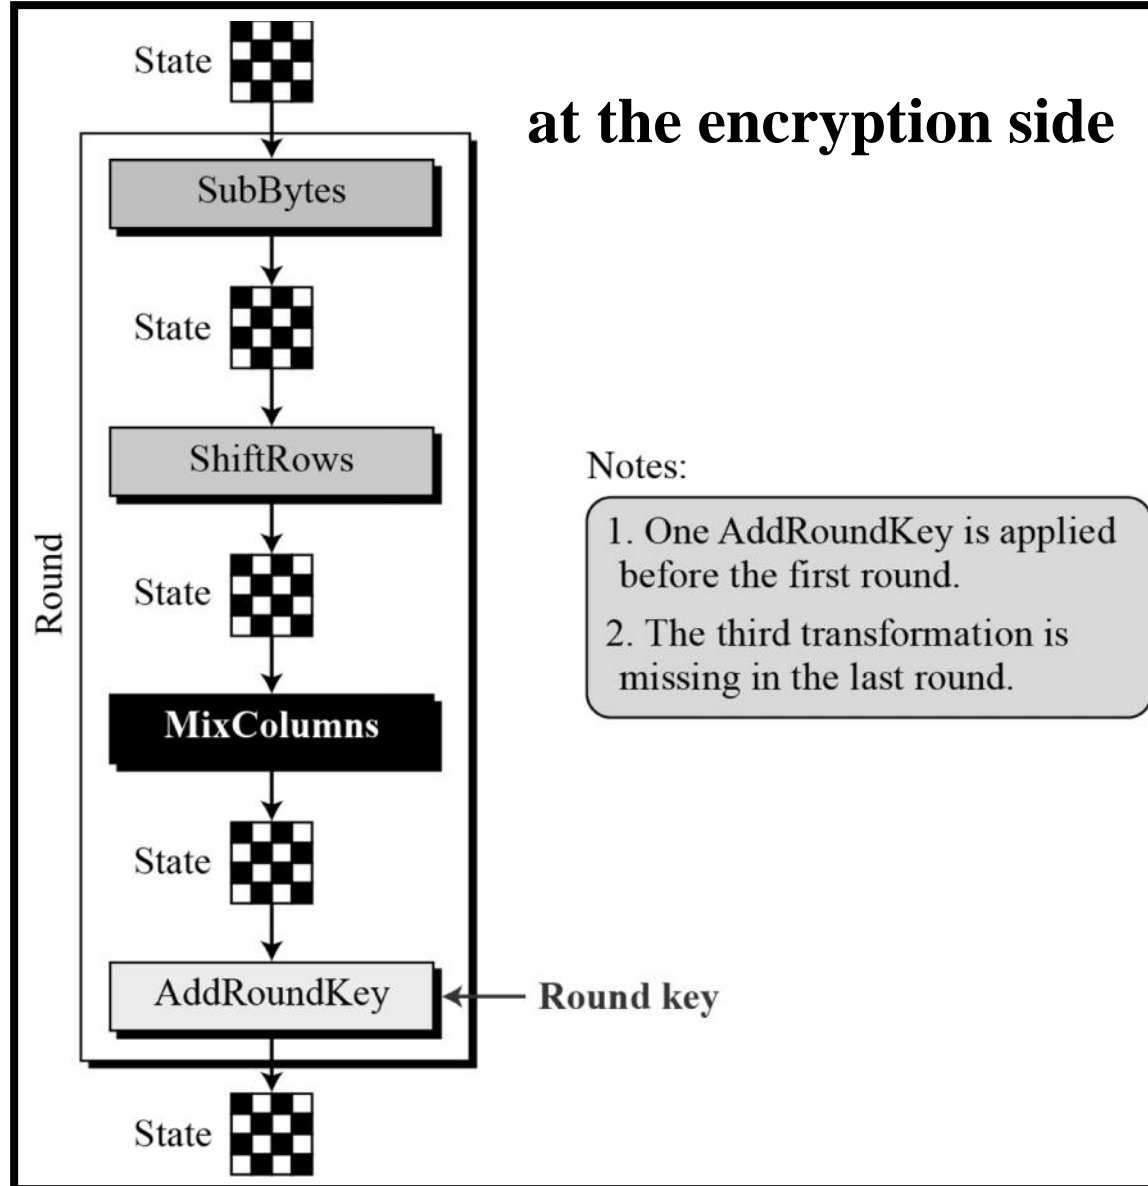 State
at the encryption side
SubBytes
State
ShiftRows
State
MixColumns
State
AddRoundKey
Round key
State
Round
Notes:
1. One AddRoundKey is applied
before the first round.
2. The third transformation is
missing in the last round.